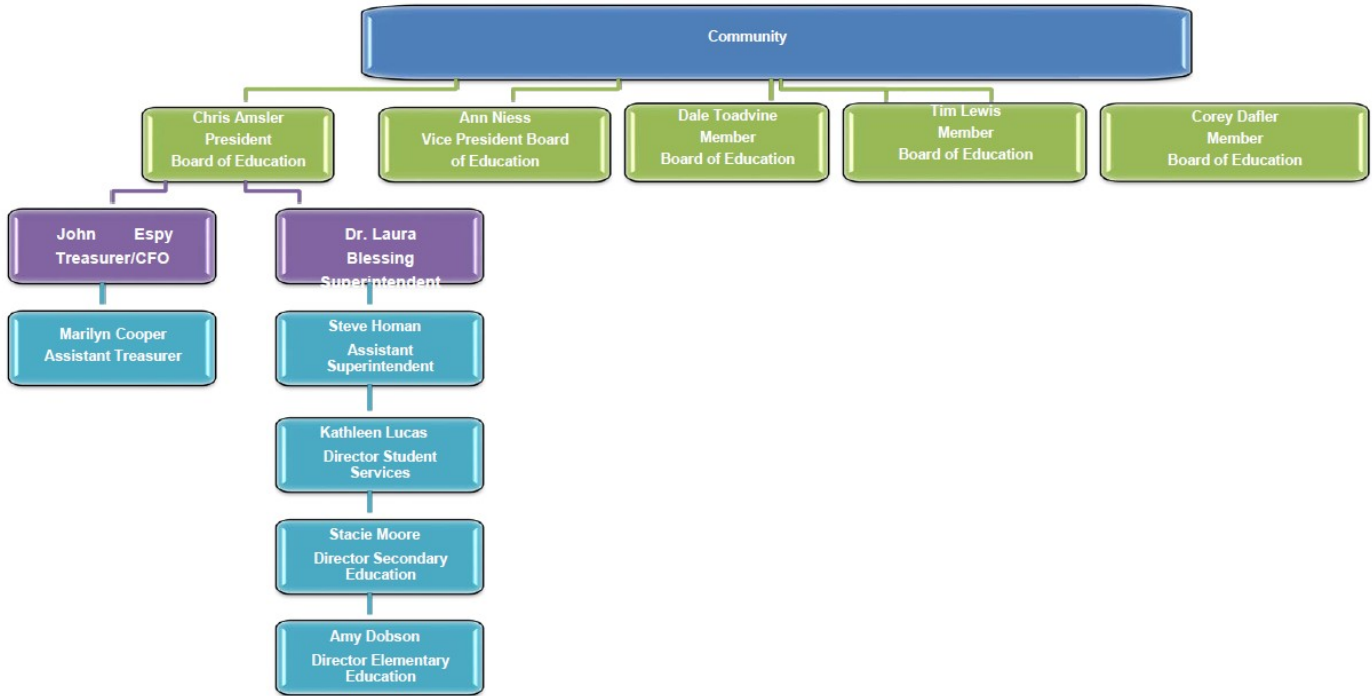 Community
Chris Amsler
President
Board of Education
Ann Niess
Vice President Board
of Education
Dale Toadvine
Member
Board of Education
Tim Lewis
Member
Board of Education
Corey Dafler
Member
Board of Education
John Espy
Treasurer/CFO
Dr. Laura
Blessing
Superintendent
Marilyn Cooper
Assistant Treasurer
Steve Homan
Assistant
Superintendent
Kathleen Lucas
Director Student
Services
Stacie Moore
Director Secondary
Education
Amy Dobson
Director Elementary
Education